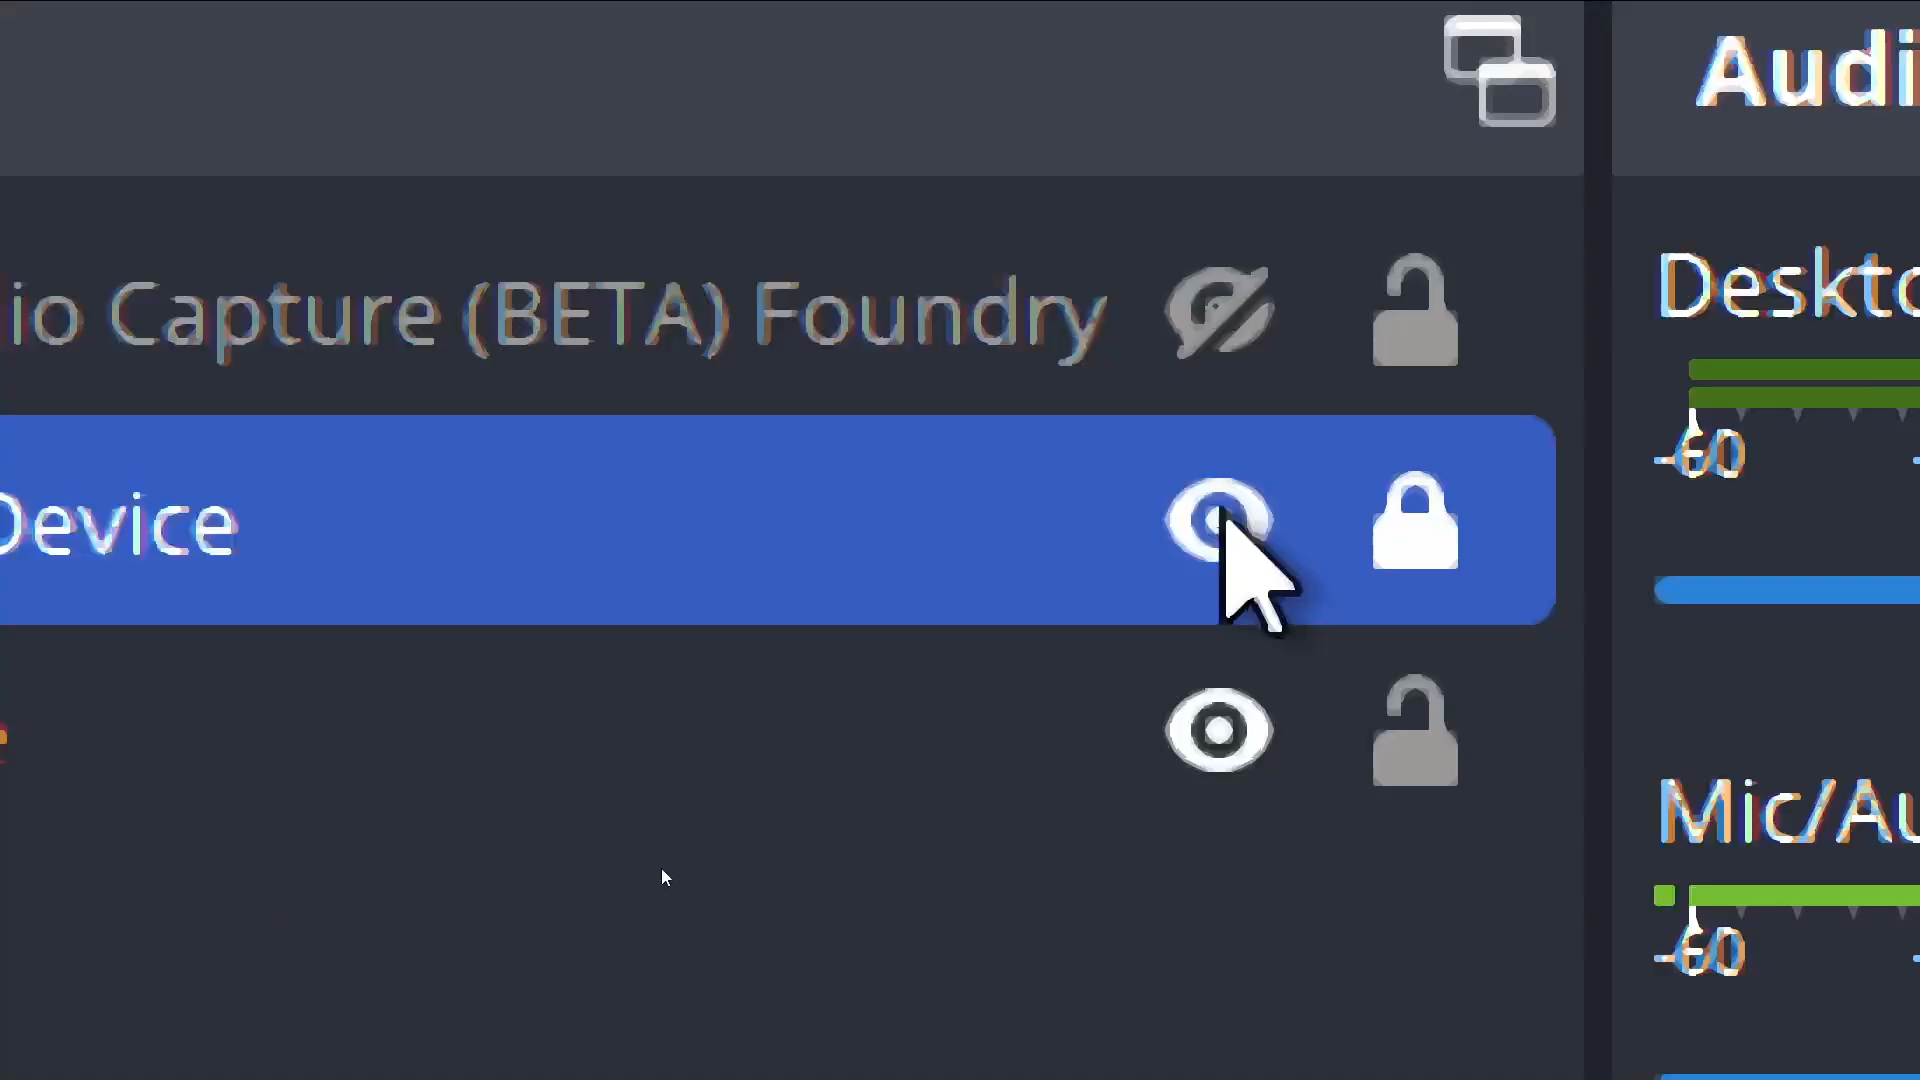 Audi
io Capture (BETA) Foundry
Deskto
-60
Device
Mic/Au
-60